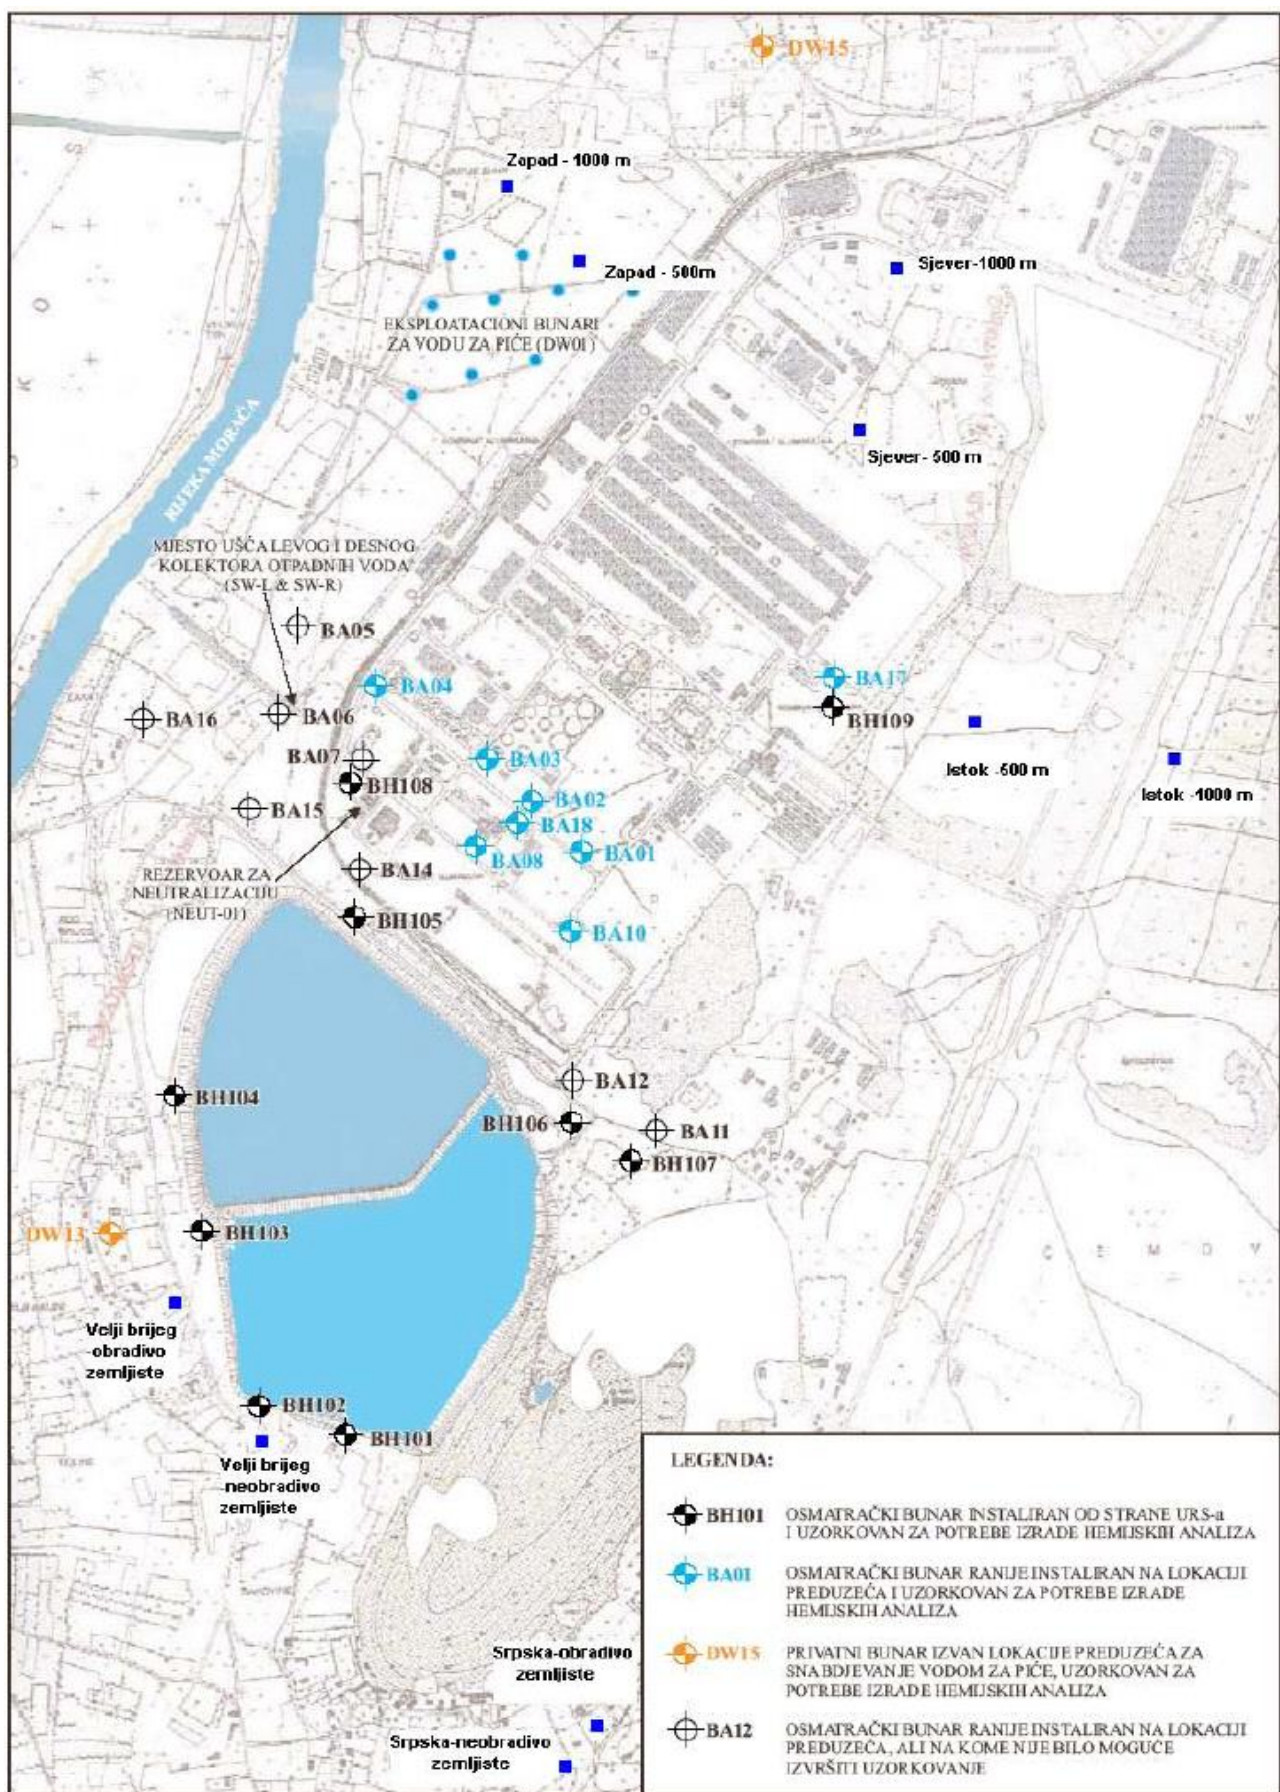 DW15
Zapad - 1000 m
Zapad - 500m
Sjever-1000 m
EKSPLOATACIONI BUNARI
ZA VODU ZA PIĆE (DW01)
RIJEKA MORAČA
Sjever- 500 m
MJESTO UŠĆA LEVOG I DESNOG
KOLEKTORA OTPADNIH VODA
(SW-L & SW-R)
BA05
BA04
BA17
BA16
BA06
BH109
BA07
BA03
Istok -500 m
BH108
Istok -1000 m
BA02
BA15
BA18
BA08
BA01
REZERVOAR ZA
NEUTRALIZACIJU
(NEUT-01)
BA14
BH105
BA10
BA12
BH104
BH106
BA11
BH107
DW13
BH103
C E M O V
Velji brijeg
-obradivo
zemljiste
BH102
BH101
Velji brijeg
-neobradivo
zemljiste
Srpska-obradivo
zemljiste
Srpska-neobradivo
zemljiste
LEGENDA:
BH101 OSMATRAČKI BUNAR INSTALIRAN OD STRANE URS-a
I UZORKOVAN ZA POTREBE IZRADE HEMIJSKIH ANALIZA
BA01 OSMATRAČKI BUNAR RANIJE INSTALIRAN NA LOKACIJI
PREDUZEĆA I UZORKOVAN ZA POTREBE IZRADE
HEMIJSKIH ANALIZA
DW15 PRIVATNI BUNAR IZVAN LOKACIJE PREDUZEĆA ZA
SNABDJEVANJE VODOM ZA PIĆE, UZORKOVAN ZA
POTREBE IZRADE HEMIJSKIH ANALIZA
BA12 OSMATRAČKI BUNAR RANIJE INSTALIRAN NA LOKACIJI
PREDUZEĆA, ALI NA KOME NIJE BILO MOGUĆE
IZVRŠITI UZORKOVANJE